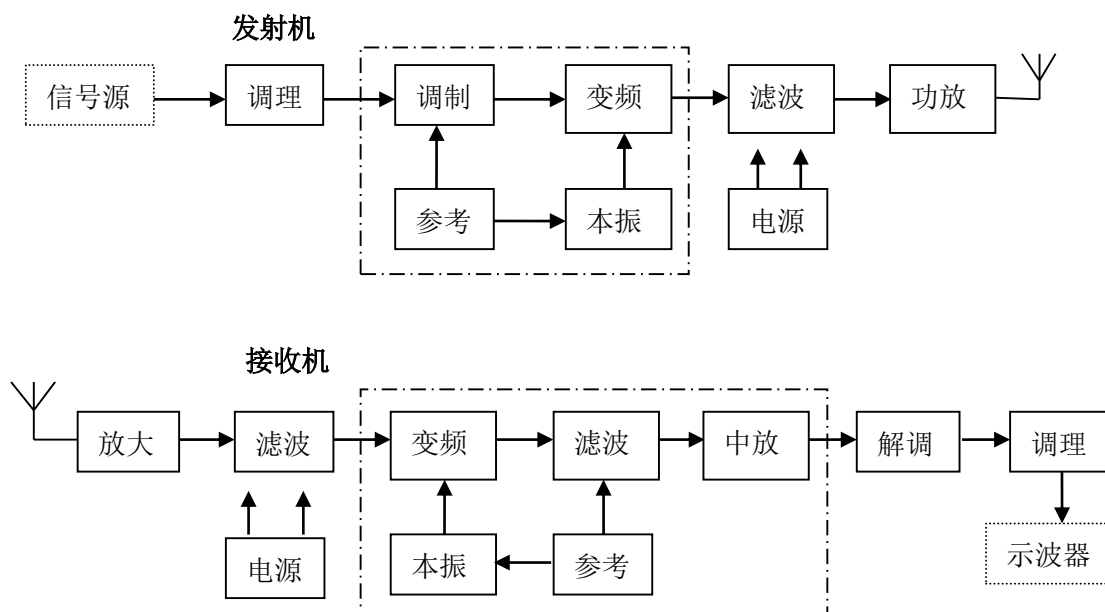 发射机
信号源 调理 调制 变频 滤波 功放
参考 本振 电源
接收机
放大 滤波 变频 滤波 中放 解调 调理
电源 本振 参考 示波器